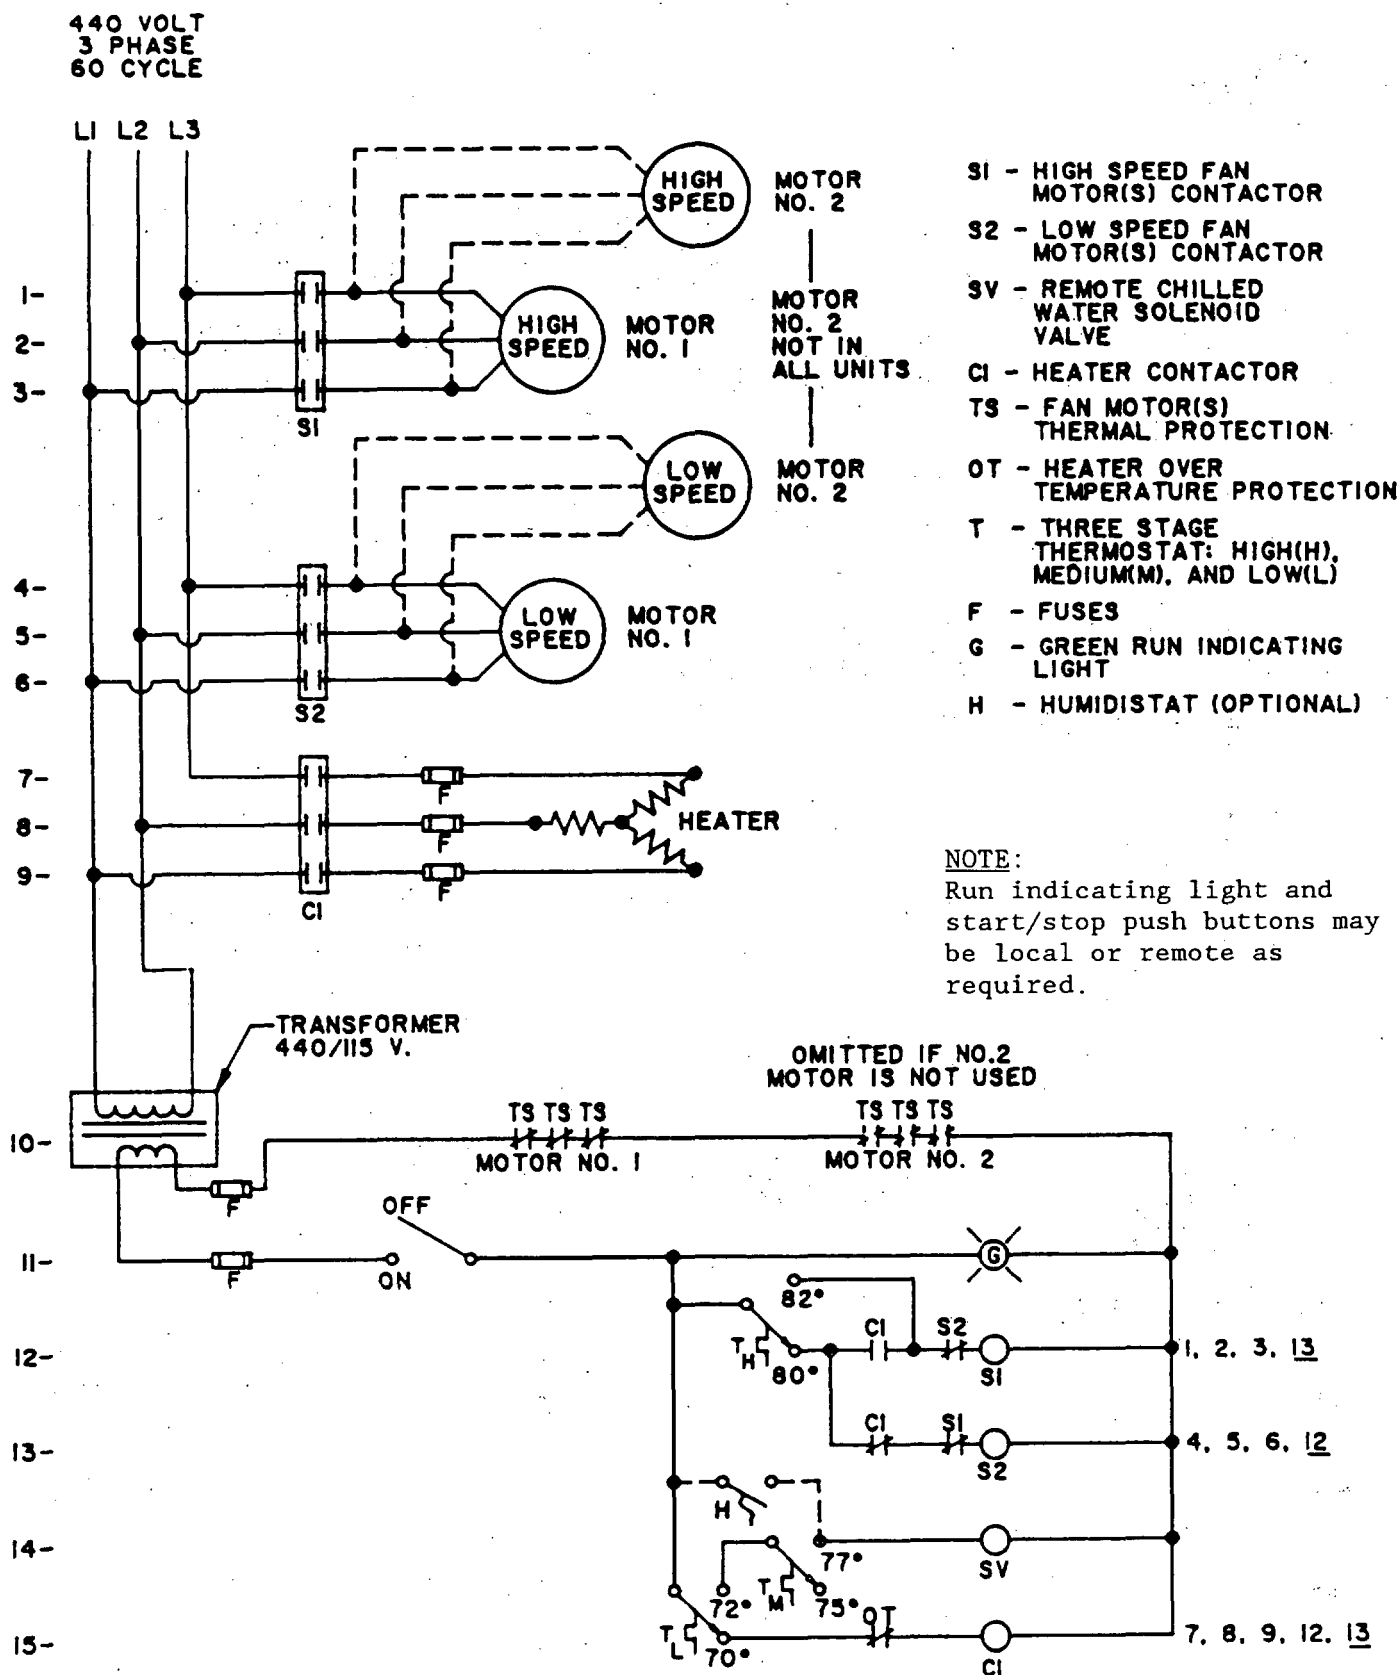 440 VOLT
3 PHASE
60 CYCLE
L1 L2 L3
HIGH
SPEED
MOTOR
NO. 2
1-
2-
3-
HIGH
SPEED
MOTOR
NO. 1
MOTOR
NO. 2
NOT IN
ALL UNITS
S1
LOW
SPEED
MOTOR
NO. 2
4-
5-
6-
LOW
SPEED
MOTOR
NO. 1
S2
7-
8-
9-
F
F
F
HEATER
C1
S1 - HIGH SPEED FAN
MOTOR(S) CONTACTOR
S2 - LOW SPEED FAN
MOTOR(S) CONTACTOR
SV - REMOTE CHILLED
WATER SOLENOID
VALVE
C1 - HEATER CONTACTOR
TS - FAN MOTOR(S)
THERMAL PROTECTION
OT - HEATER OVER
TEMPERATURE PROTECTION
T - THREE STAGE
THERMOSTAT: HIGH(H),
MEDIUM(M), AND LOW(L)
F - FUSES
G - GREEN RUN INDICATING
LIGHT
H - HUMIDISTAT (OPTIONAL)
NOTE:
Run indicating light and
start/stop push buttons may
be local or remote as
required.
TRANSFORMER
440/115 V.
OMITTED IF NO.2
MOTOR IS NOT USED
10-
TS TS TS
MOTOR NO. 1
TS TS TS
MOTOR NO. 2
F
OFF
11-
F
ON
G
82°
12-
TH
80°
C1
S2
S1
1, 2, 3, 13
13-
C1
S1
S2
4, 5, 6, 12
H
14-
77°
SV
72°
TM
75°
15-
TL
70°
OT
C1
7, 8, 9, 12, 13